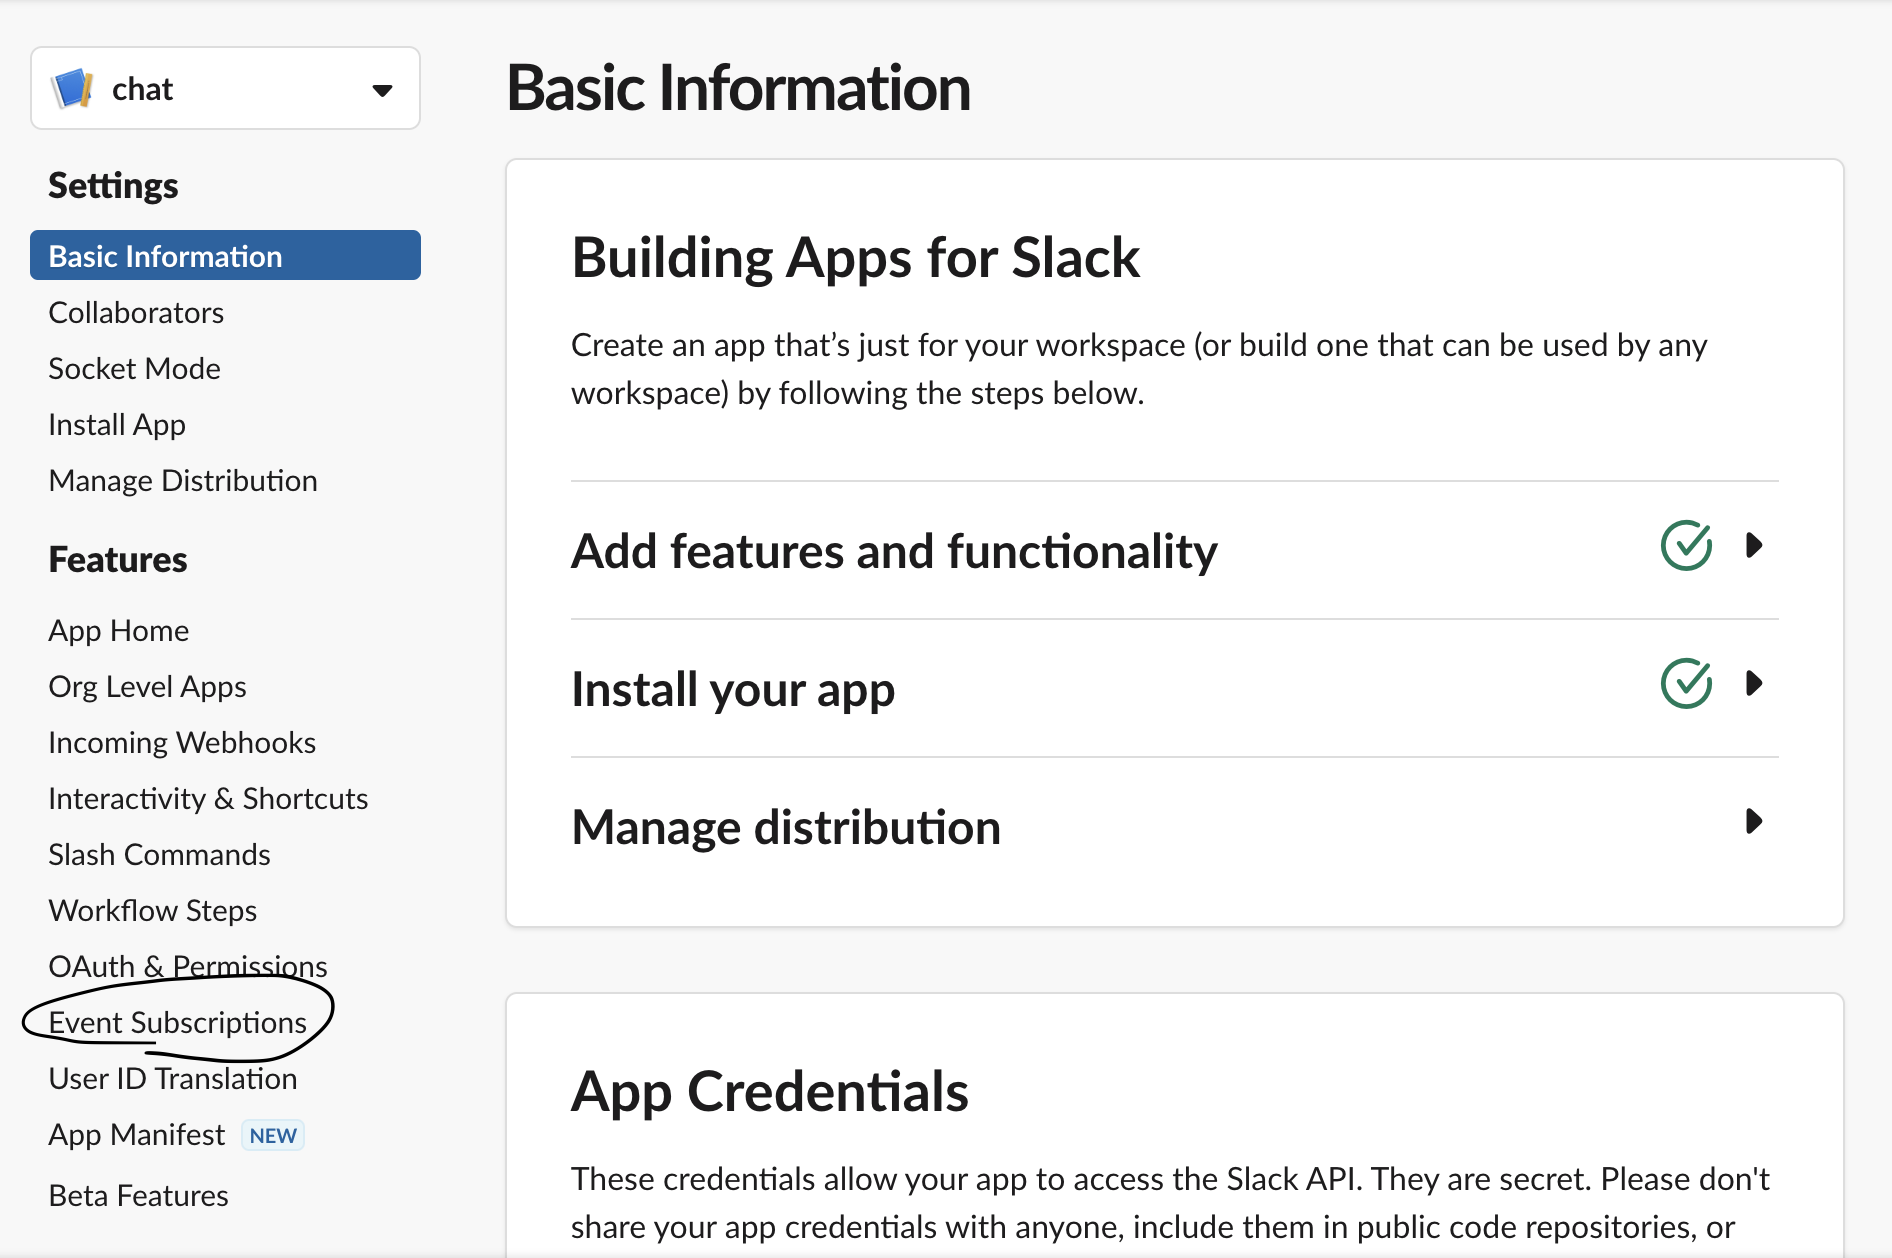 chat
Settings
Basic Information
Collaborators
Socket Mode
Install App
Manage Distribution
Features
App Home
Org Level Apps
Incoming Webhooks
Interactivity & Shortcuts
Slash Commands
Workflow Steps
OAuth & Permissions
Event Subscriptions
User ID Translation
App Manifest NEW
Beta Features
Basic Information
Building Apps for Slack
Create an app that’s just for your workspace (or build one that can be used by any
workspace) by following the steps below.
Add features and functionality
Install your app
Manage distribution
App Credentials
These credentials allow your app to access the Slack API. They are secret. Please don't
share your app credentials with anyone, include them in public code repositories, or